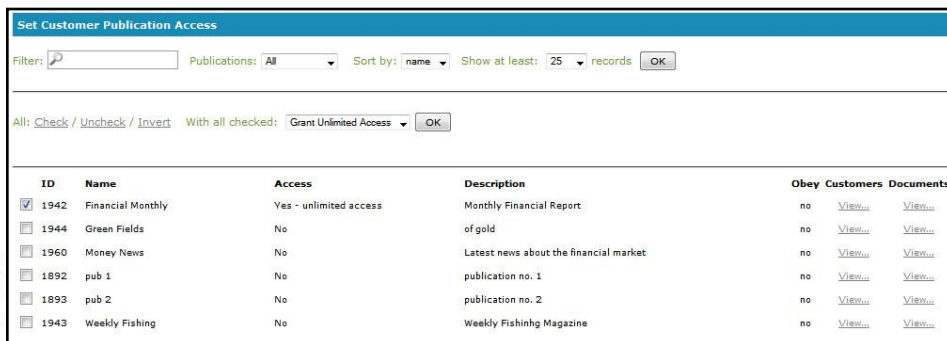 Set Customer Publication Access
Filter: Publications: All Sort by: name Show at least: 25 records OK
All: Check / Uncheck / Invert With all checked: Grant Unlimited Access OK
ID Name Access Description Obey Customers Documents
1942 Financial Monthly Yes - unlimited access Monthly Financial Report no View... View...
1944 Green Fields No of gold no View... View...
1960 Money News No Latest news about the financial market no View... View...
1892 pub 1 No publication no. 1 no View... View...
1893 pub 2 No publication no. 2 no View... View...
1943 Weekly Fishing No Weekly Fishinhg Magazine no View... View...